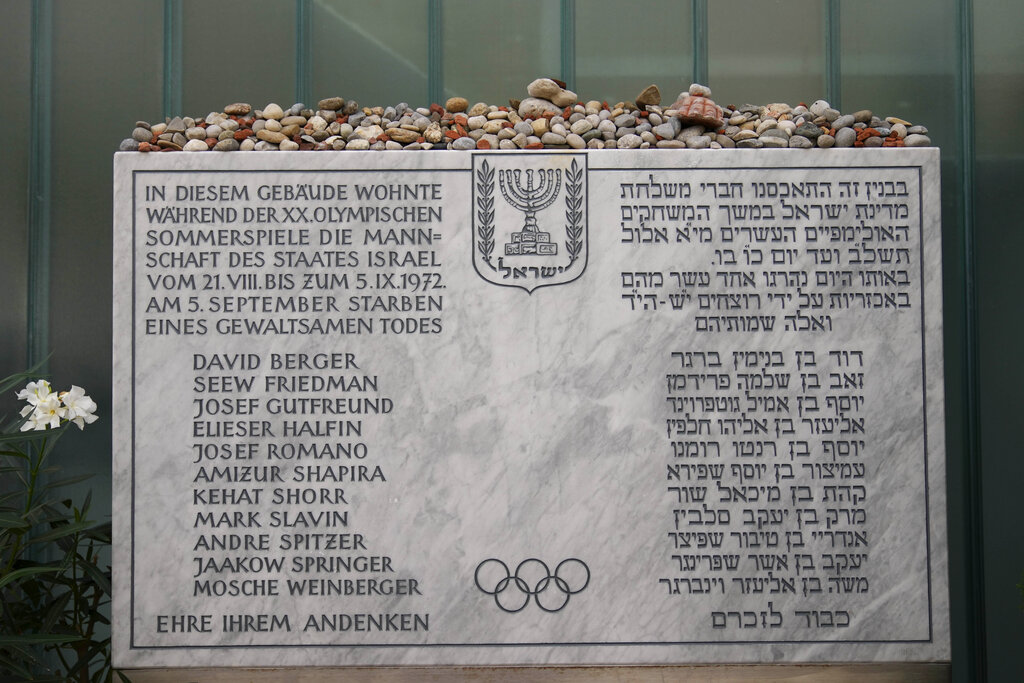 IN DIESEM GEBÄUDE WOHNTE
WÄHREND DER XX. OLYMPISCHEN
SOMMERSPIELE DIE MANN=
SCHAFT DES STAATES ISRAEL
VOM 21. VIII. BIS ZUM 5. IX. 1972.
AM 5. SEPTEMBER STARBEN
EINES GEWALTSAMEN TODES
DAVID BERGER
SEEW FRIEDMAN
JOSEF GUTFREUND
ELIESER HALFIN
JOSEF ROMANO
AMIZUR SHAPIRA
KEHAT SHORR
MARK SLAVIN
ANDRE SPITZER
JAAKOW SPRINGER
MOSCHE WEINBERGER
EHRE IHREM ANDENKEN
ישראל
בבנין זה התאכסנו חברי משלחת
מדינת ישראל במשך המשחקים
האולימפיים העשרים מי״א אלול
תשל״ב ועד יום כ״ו בו.
באותו היום נהרגו אחד עשר מהם
באכזריות על ידי רוצחים יש-הי״ד
ואלה שמותיהם
דוד בן בנימין ברגר
זאב בן שלמה פרידמן
יוסף בן אמיל גוטפרוינד
אליעזר בן אליהו חלפין
יוסף בן רנטו רומנו
עמיצור בן יוסף שפירא
קהת בן מיכאל שור
מרק בן יעקב סלבין
אנדריי בן טיבור שפיצר
יעקב בן אשר שפרינגר
משה בן אליעזר וינברגר
כבוד לזכרם